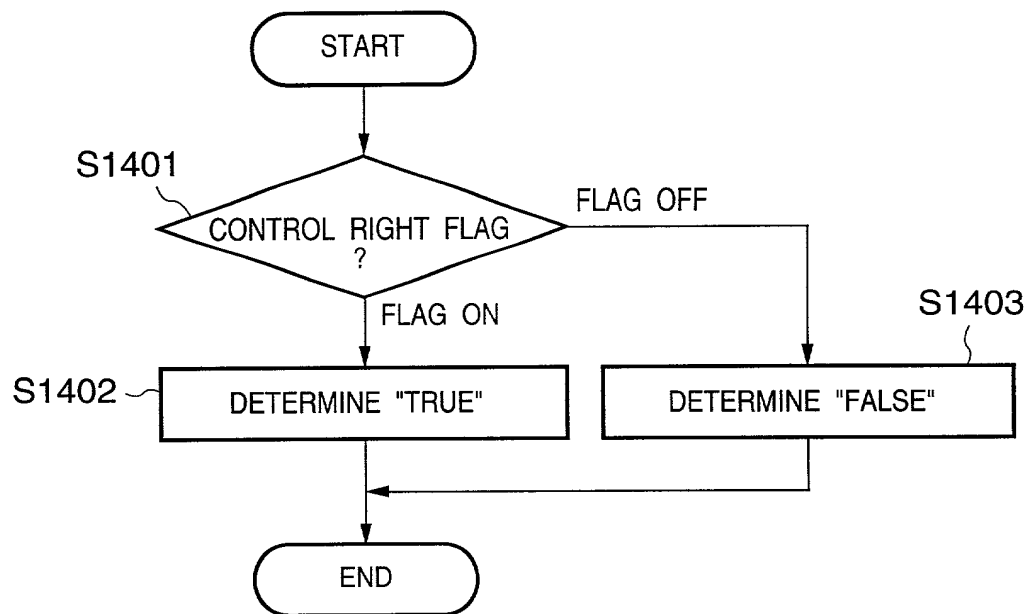 START
S1401
CONTROL RIGHT FLAG
?
FLAG OFF
FLAG ON
S1403
S1402
DETERMINE "TRUE"
DETERMINE "FALSE"
END